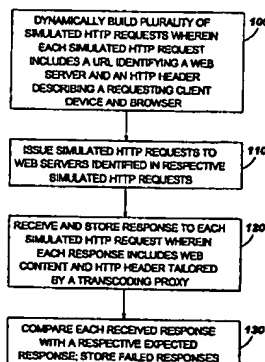 DYNAMICALLY BUILD PLURALITY OF
SIMULATED HTTP REQUESTS WHEREIN
EACH SIMULATED HTTP REQUEST
INCLUDES A URL IDENTIFYING A WEB
SERVER AND AN HTTP HEADER
DESCRIBING A REQUESTING CLIENT
DEVICE AND BROWSER
100
ISSUE SIMULATED HTTP REQUESTS TO
WEB SERVERS IDENTIFIED IN RESPECTIVE
SIMULATED HTTP REQUESTS
110
RECEIVE AND STORE RESPONSE TO EACH
SIMULATED HTTP REQUEST WHEREIN
EACH RESPONSE INCLUDES WEB
CONTENT AND HTTP HEADER TAILORED
BY A TRANSCODING PROXY
120
COMPARE EACH RECEIVED RESPONSE
WITH A RESPECTIVE EXPECTED
RESPONSE; STORE FAILED RESPONSES
130